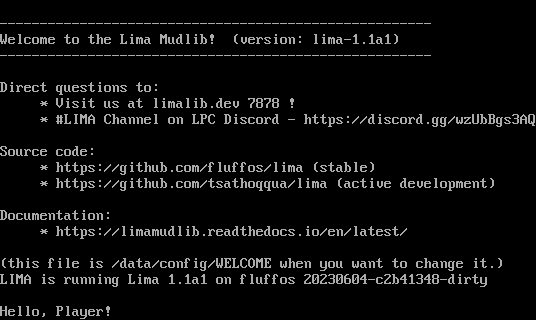 -----------------------------------------------------
Welcome to the Lima Mudlib!  (version: lima-1.1a1)
-----------------------------------------------------
Direct questions to:
* Visit us at limalib.dev 7878 !
* #LIMA Channel on LPC Discord - https://discord.gg/wzUbBgs3AQ
Source code:
* https://github.com/fluffos/lima (stable)
* https://github.com/tsathoqqua/lima (active development)
Documentation:
* https://limamudlib.readthedocs.io/en/latest/
(this file is /data/config/WELCOME when you want to change it.)
LIMA is running Lima 1.1a1 on fluffos 20230604-c2b41348-dirty
Hello, Player!